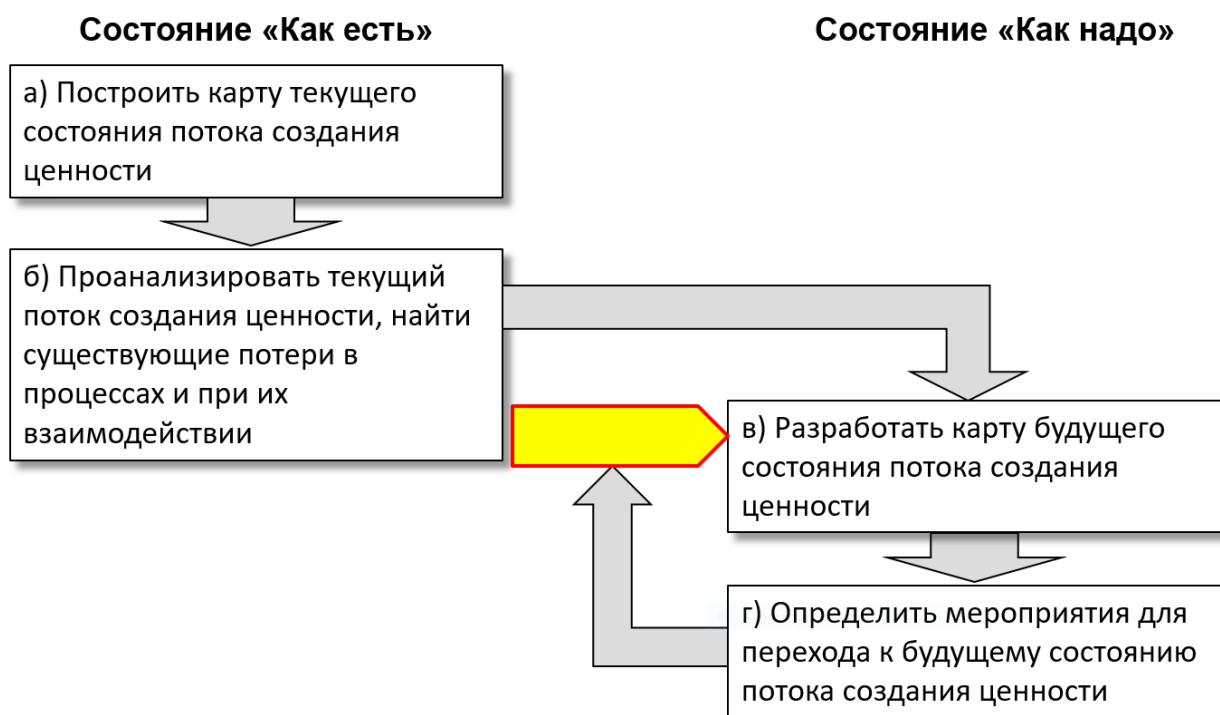 Состояние «Как есть»
Состояние «Как надо»
а) Построить карту текущего
состояния потока создания
ценности
б) Проанализировать текущий
поток создания ценности, найти
существующие потери в
процессах и при их
взаимодействии
в) Разработать карту будущего
состояния потока создания
ценности
г) Определить мероприятия для
перехода к будущему состоянию
потока создания ценности